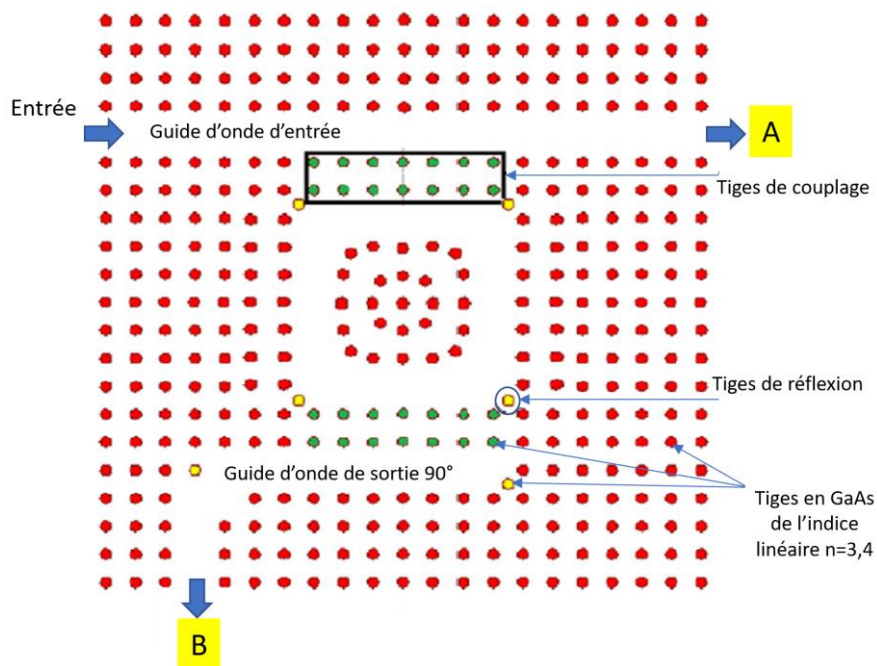 Entrée
Guide d'onde d'entrée
A
Tiges de couplage
Tiges de réflexion
Guide d'onde de sortie 90°
Tiges en GaAs
de l'indice
linéaire n=3,4
B